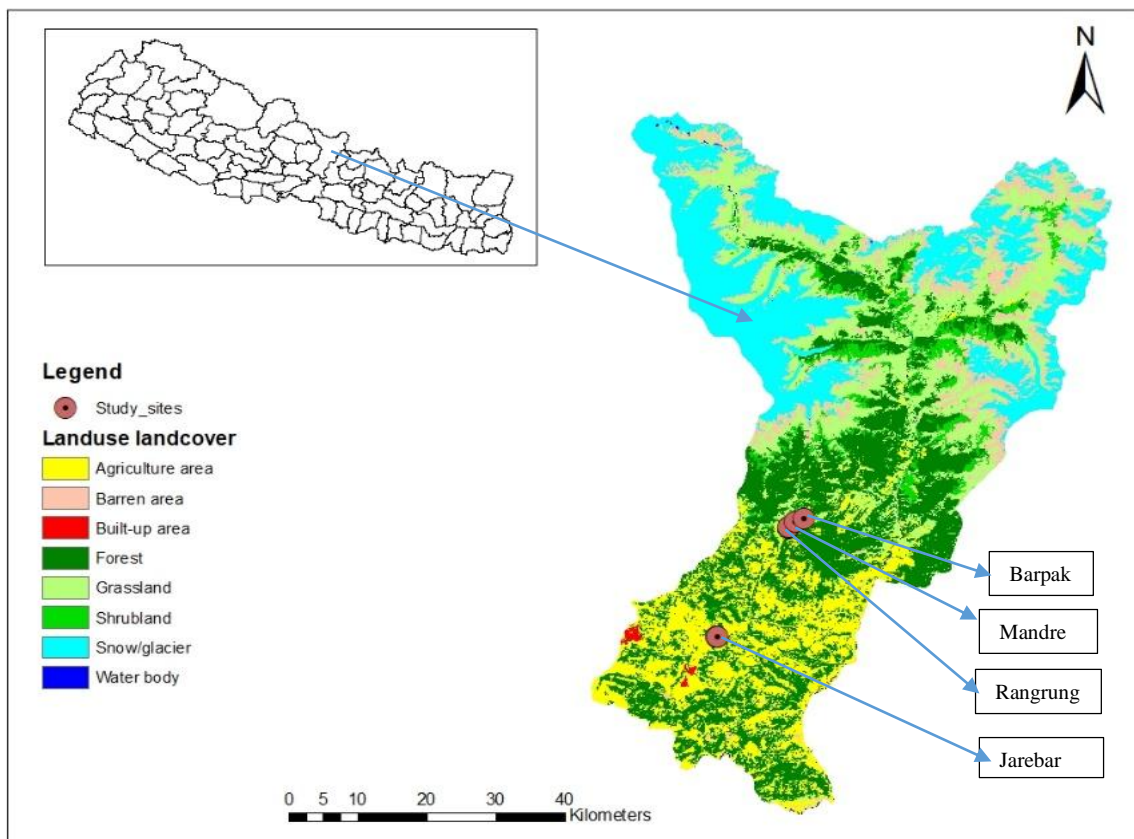 N
Legend
Study_sites
Landuse landcover
Agriculture area
Barren area
Built-up area
Forest
Grassland
Shrubland
Snow/glacier
Water body
Barpak
Mandre
Rangrung
Jarebar
0 5 10 20 30 40
Kilometers